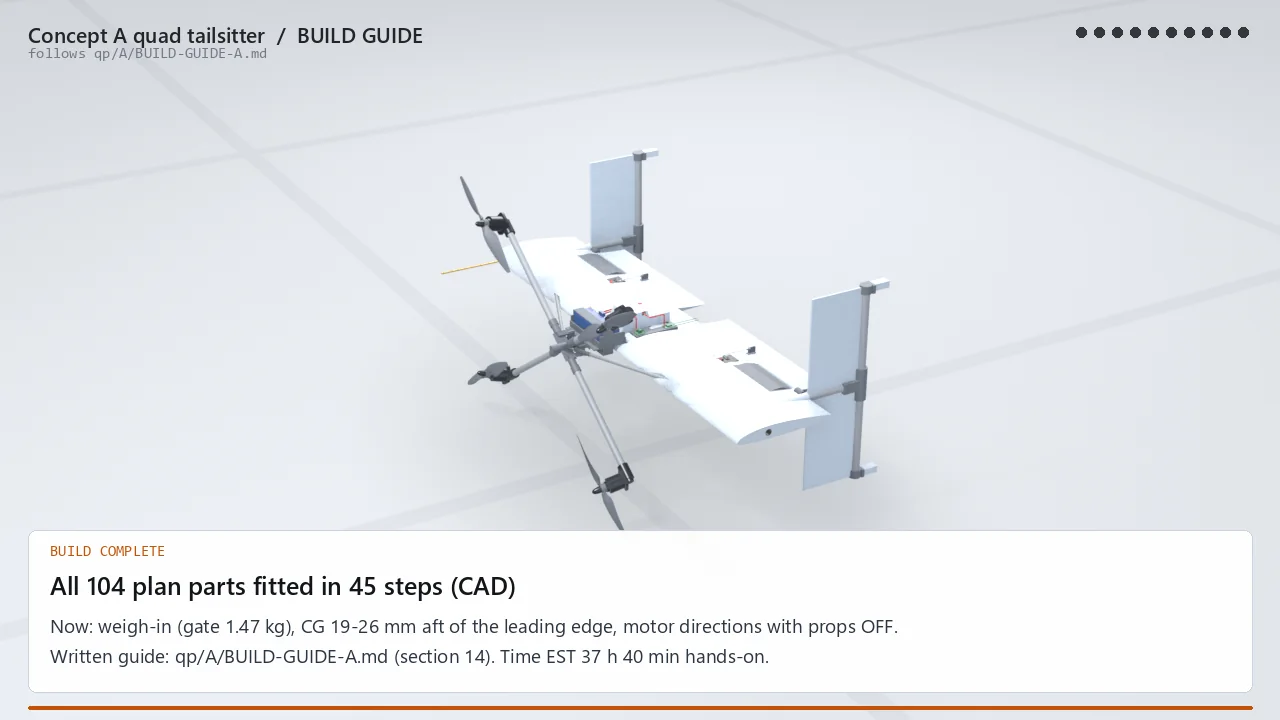 Concept A quad tailsitter / BUILD GUIDE
follows qp/A/BUILD-GUIDE-A.md
BUILD COMPLETE
All 104 plan parts fitted in 45 steps (CAD)
Now: weigh-in (gate 1.47 kg), CG 19-26 mm aft of the leading edge, motor directions with props OFF.
Written guide: qp/A/BUILD-GUIDE-A.md (section 14). Time EST 37 h 40 min hands-on.